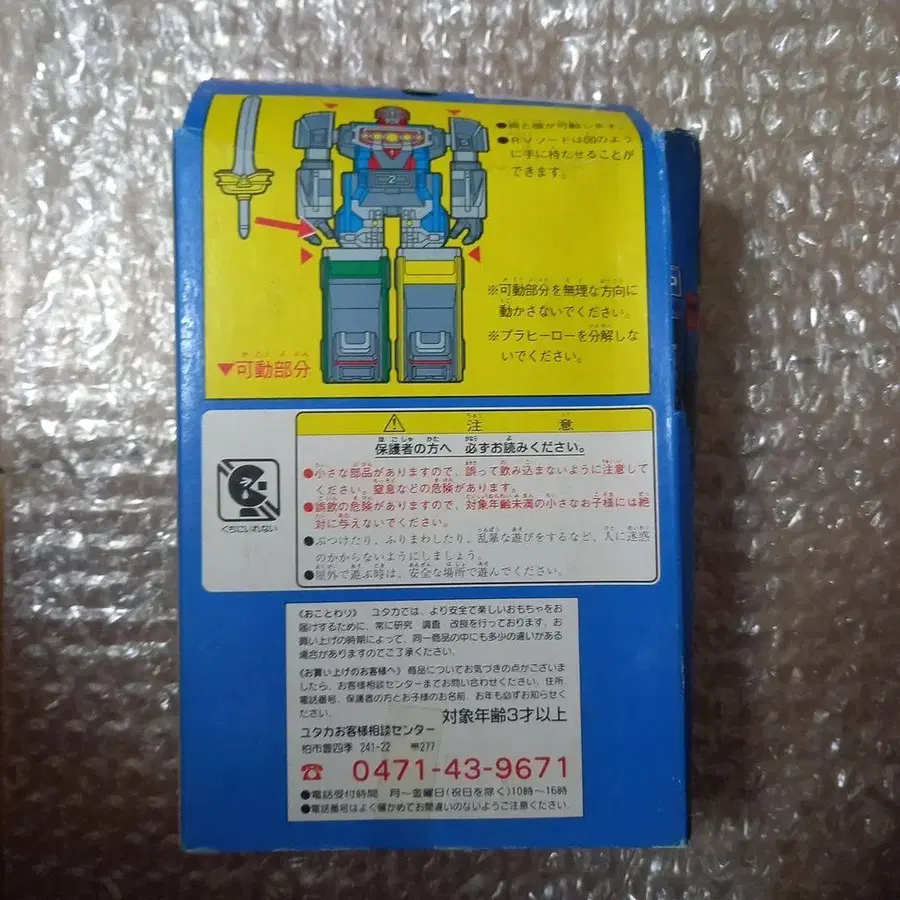 ●腕と頭が可動します。
●RVソードは図のよう
に手に持たせることが
できます。
2
※可動部分を無理な方向に
動かさないでください。
※プラヒーローを分解しな
いでください。
▼可動部分
⚠ 注意
保護者の方へ 必ずお読みください。
●小さな部品がありますので、誤って飲み込まないように注意して
ください。窒息などの危険があります。
●誤飲の危険がありますので、対象年齢未満の小さなお子様には絶
対に与えないでください。
●ぶつけたり、ふりまわしたり、乱暴な遊びをするなど、人に迷惑
のかからないようにしましょう。
●屋外で遊ぶ時は、安全な場所で遊んでください。
くちにいれない
《おことわり》 ユタカでは、より安全で楽しいおもちゃをお
届けするために、常に研究 調査 改良を行っております。お
買い上げの時期によって、同一商品の中にも多少の違いがある
場合がありますのでご了承ください。
《お買い上げのお客様へ》 商品についてお気づきの点がございま
したら、お客様相談センターまでお問い合わせください。住所、
電話番号、保護者の方とお子様のお名前、お年も必ずお知らせく
ださい。
対象年齢3才以上
ユタカお客様相談センター
柏市豊四季 241-22 〒277
☎ 0471-43-9671
●電話受付時間 月〜金曜日(祝日を除く)10時〜16時
●電話番号はよく確かめてお間違いのないようご注意ください。